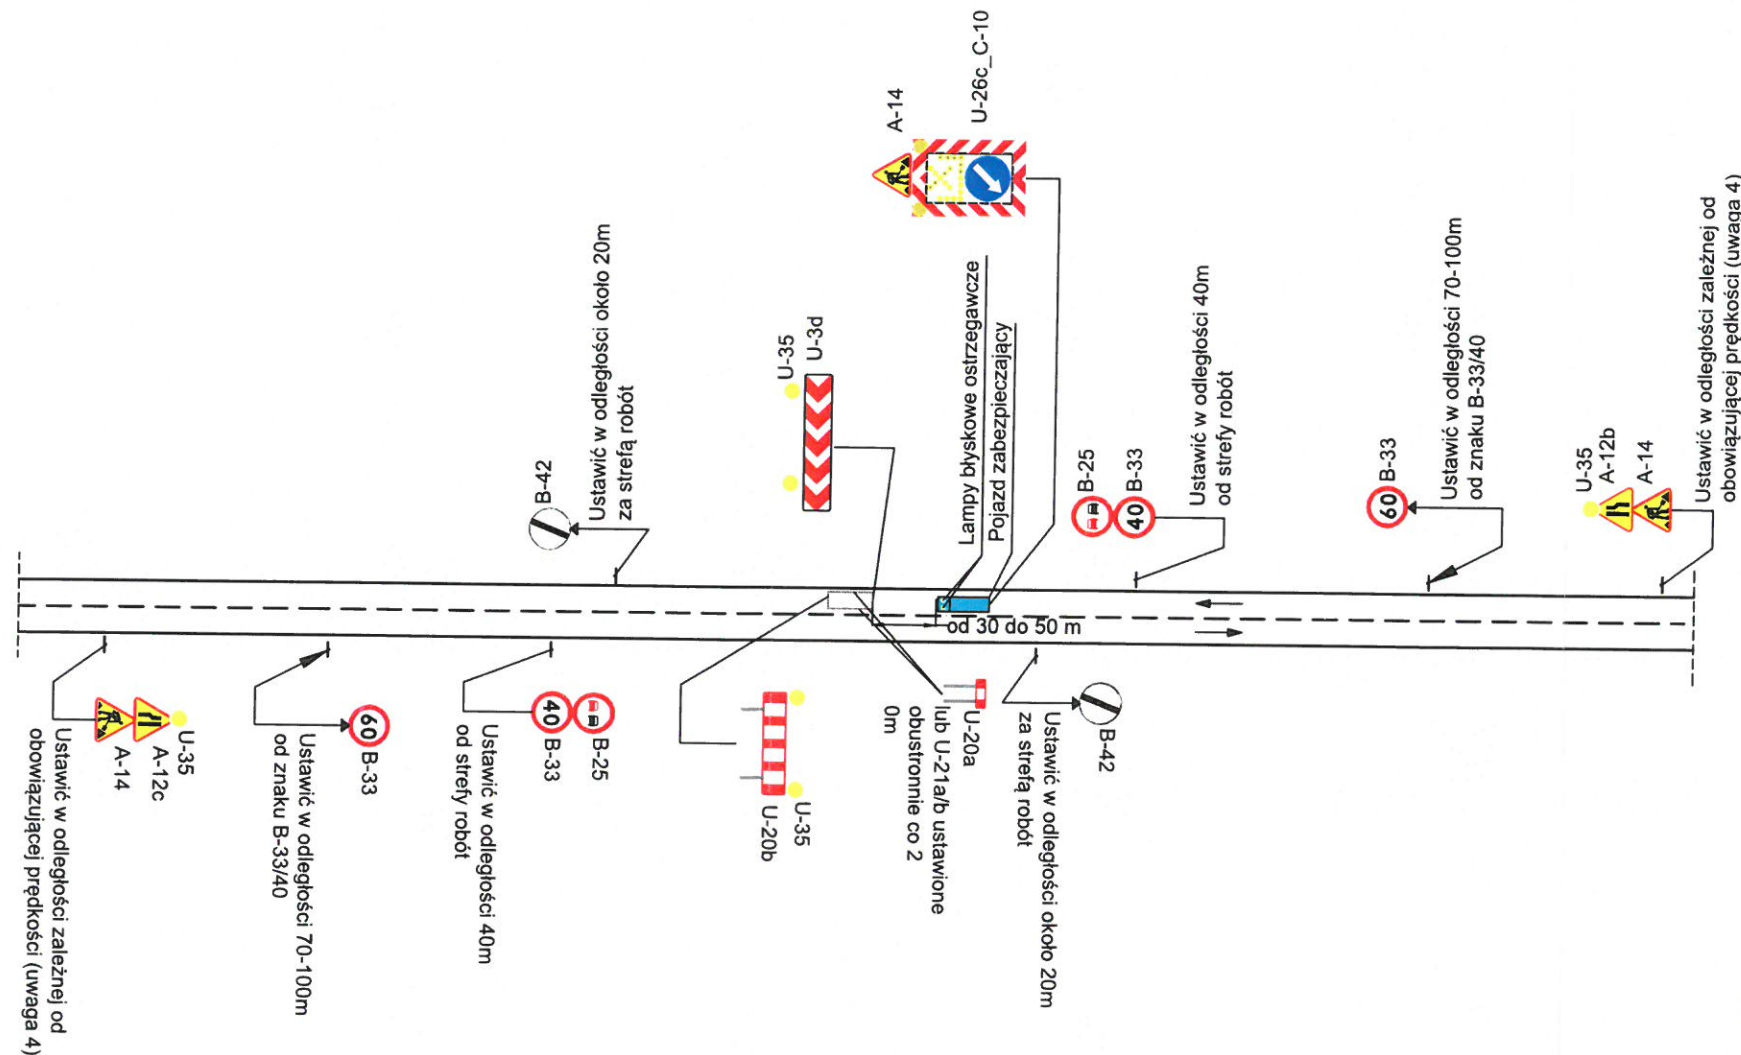 U-26c_C-10
A-14
Ustawić w odległości zależnej od
obowiązującej prędkości (uwaga 4)
U-35
A-12b
A-14
Ustawić w odległości 70-100m
od znaku B-33/40
60
B-33
Ustawić w odległości 40m
od strefy robót
B-25
B-33
40
Lampy błyskowe ostrzegawcze
Pojazd zabezpieczający
U-35
U-3d
Ustawić w odległości około 20m
za strefą robót
B-42
od 30 do 50 m
U-20a
lub U-21a/b ustawione
obustronnie co 2
0m
B-42
Ustawić w odległości około 20m
za strefą robót
U-35
U-20b
B-25
B-33
40
Ustawić w odległości 40m
od strefy robót
60
B-33
Ustawić w odległości 70-100m
od znaku B-33/40
U-35
A-12c
A-14
Ustawić w odległości zależnej od
obowiązującej prędkości (uwaga 4)